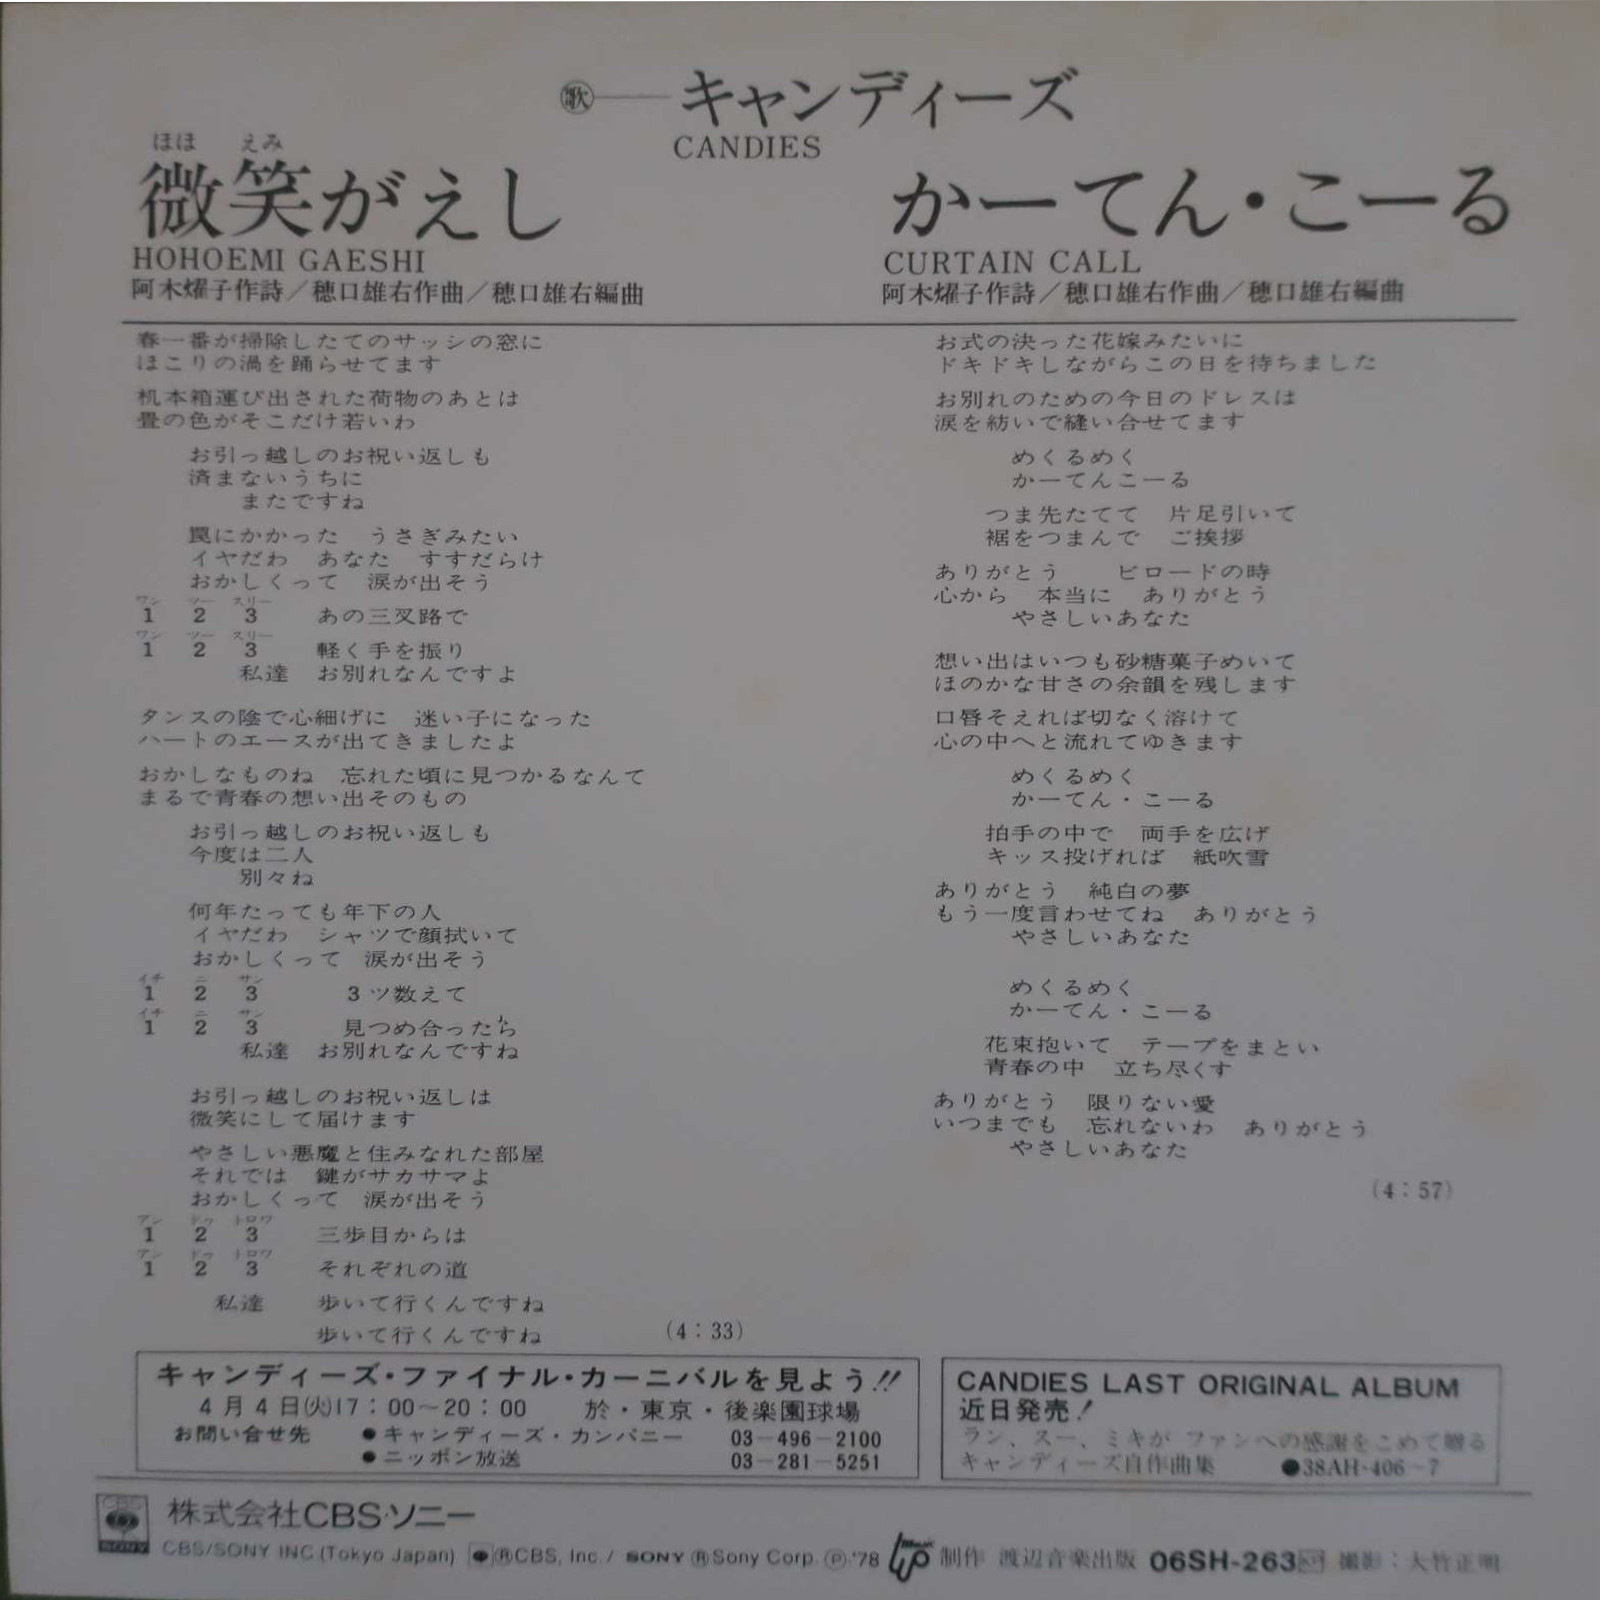 歌 キャンディーズ
CANDIES
ほほ えみ
微笑がえし
HOHOEMI GAESHI
阿木燿子作詩／穂口雄右作曲／穂口雄右編曲
春一番が掃除したてのサッシの窓に
ほこりの渦を踊らせてます
机本箱運び出された荷物のあとは
畳の色がそこだけ若いわ
お引っ越しのお祝い返しも
済まないうちに
またですね
罠にかかった　うさぎみたい
イヤだわ　あなた　すすだらけ
おかしくって　涙が出そう
ワン ツー スリー
1 2 3　あの三叉路で
ワン ツー スリー
1 2 3　軽く手を振り
私達　お別れなんですよ
タンスの陰で心細げに　迷い子になった
ハートのエースが出てきましたよ
おかしなものね　忘れた頃に見つかるなんて
まるで青春の想い出そのもの
お引っ越しのお祝い返しも
今度は二人
別々ね
何年たっても年下の人
イヤだわ　シャツで顔拭いて
おかしくって　涙が出そう
イチ ニ サン
1 2 3　3ツ数えて
イチ ニ サン
1 2 3　見つめ合ったら
私達　お別れなんですね
お引っ越しのお祝い返しは
微笑にして届けます
やさしい悪魔と住みなれた部屋
それでは　鍵がサカサマよ
おかしくって　涙が出そう
アン ドゥ トロワ
1 2 3　三歩目からは
アン ドゥ トロワ
1 2 3　それぞれの道
私達　歩いて行くんですね
歩いて行くんですね
(4：33)
かーてん・こーる
CURTAIN CALL
阿木燿子作詩／穂口雄右作曲／穂口雄右編曲
お式の決った花嫁みたいに
ドキドキしながらこの日を待ちました
お別れのための今日のドレスは
涙を紡いで縫い合せてます
めくるめく
かーてんこーる
つま先たてて　片足引いて
裾をつまんで　ご挨拶
ありがとう　　ビロードの時
心から　本当に　ありがとう
やさしいあなた
想い出はいつも砂糖菓子めいて
ほのかな甘さの余韻を残します
口唇そえれば切なく溶けて
心の中へと流れてゆきます
めくるめく
かーてん・こーる
拍手の中で　両手を広げ
キッス投げれば　紙吹雪
ありがとう　純白の夢
もう一度言わせてね　ありがとう
やさしいあなた
めくるめく
かーてん・こーる
花束抱いて　テープをまとい
青春の中　立ち尽くす
ありがとう　限りない愛
いつまでも　忘れないわ　ありがとう
やさしいあなた
(4：57)
キャンディーズ・ファイナル・カーニバルを見よう!!
4月4日(火)17：00〜20：00　於・東京・後楽園球場
お問い合せ先　●キャンディーズ・カンパニー　03-496-2100
●ニッポン放送　03-281-5251
CANDIES LAST ORIGINAL ALBUM
近日発売！
ラン、スー、ミキが ファンへの感謝をこめて贈る
キャンディーズ自作曲集　●38AH-406〜7
CBS
SONY
株式会社CBS・ソニー
CBS/SONY INC.(Tokyo Japan) ®CBS, Inc./ SONY ®Sony Corp. Ⓟ'78 制作 渡辺音楽出版 06SH-263 撮影：大竹正明